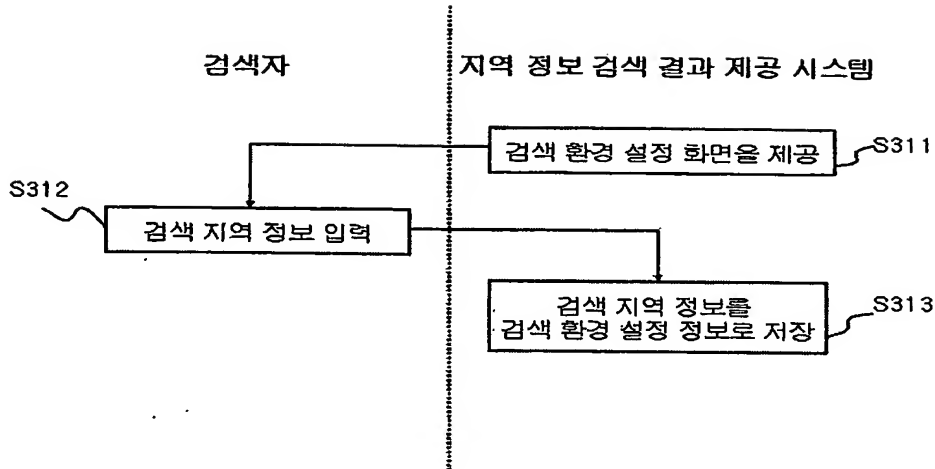 검색자
지역 정보 검색 결과 제공 시스템
검색 환경 설정 화면을 제공
S311
S312
검색 지역 정보 입력
검색 지역 정보를
검색 환경 설정 정보로 저장
S313